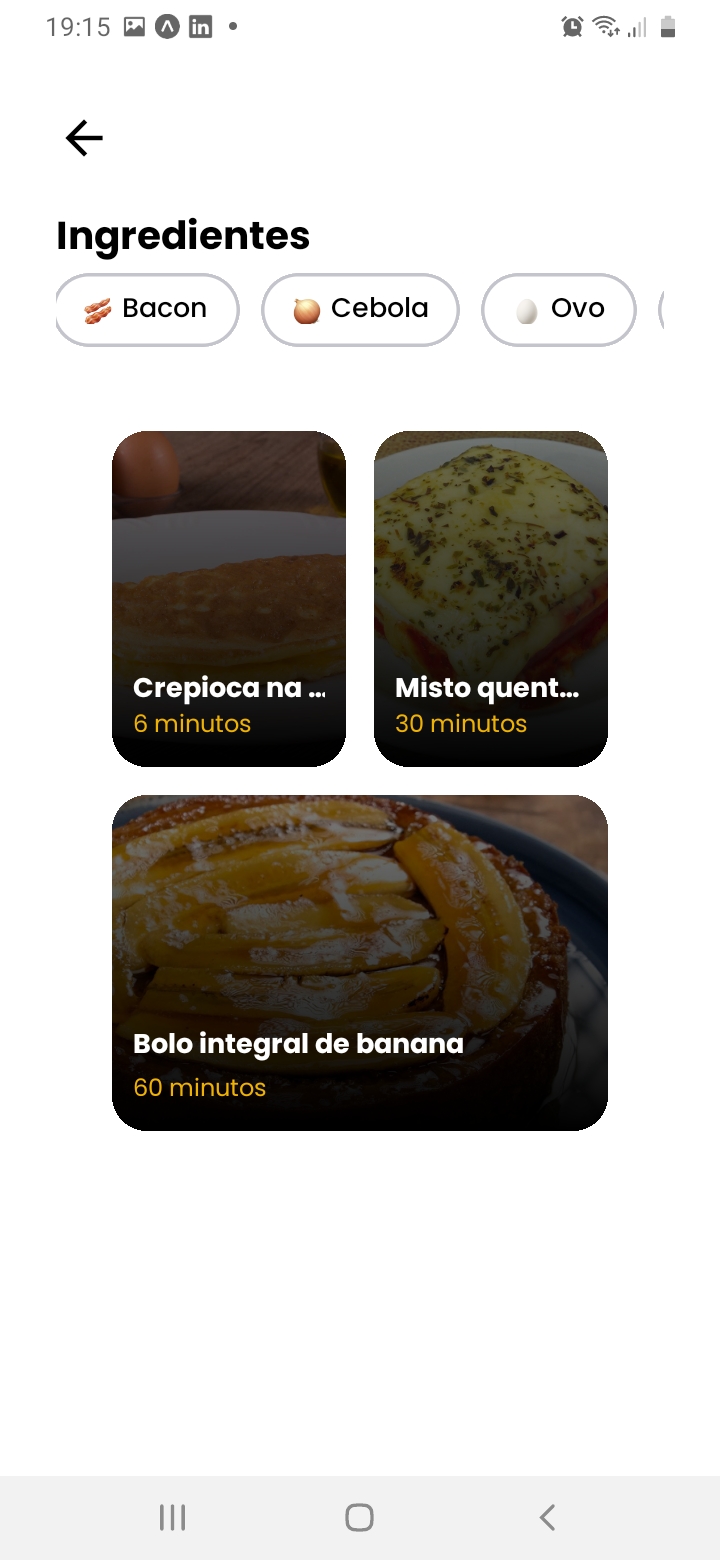 19:15
Ingredientes
Bacon
Cebola
Ovo
Crepioca na ...
6 minutos
Misto quent...
30 minutos
Bolo integral de banana
60 minutos